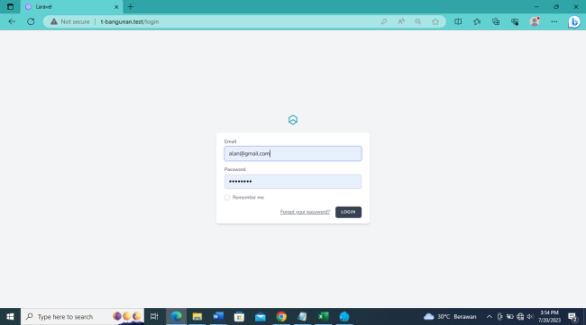 Laravel
Not secure | t-bangunan.test/login
Email
alan@gmail.com
Password
Remember me
Forgot your password?
LOGIN
Type here to search
30°C Berawan
3:14 PM
7/20/2023